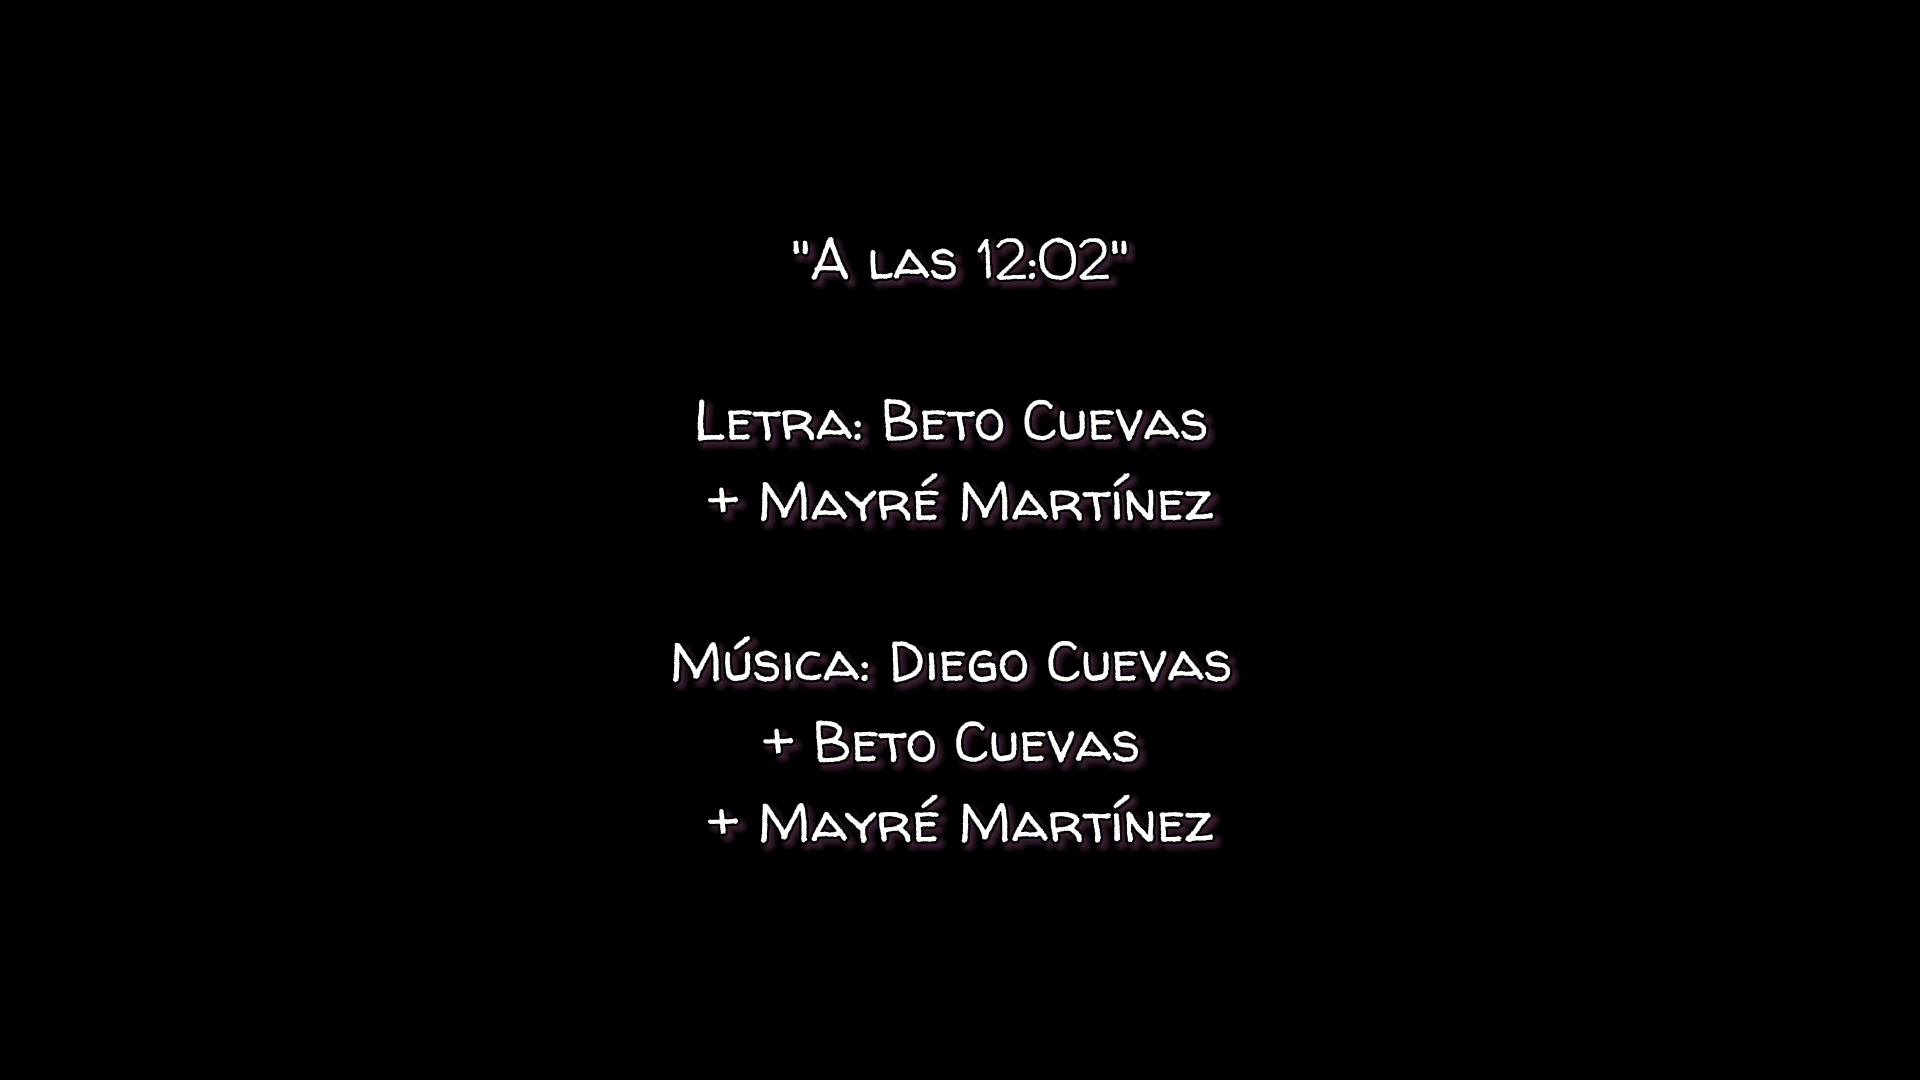 "A las 12:02"
Letra: Beto Cuevas
+ Mayré Martínez
Música: Diego Cuevas
+ Beto Cuevas
+ Mayré Martínez